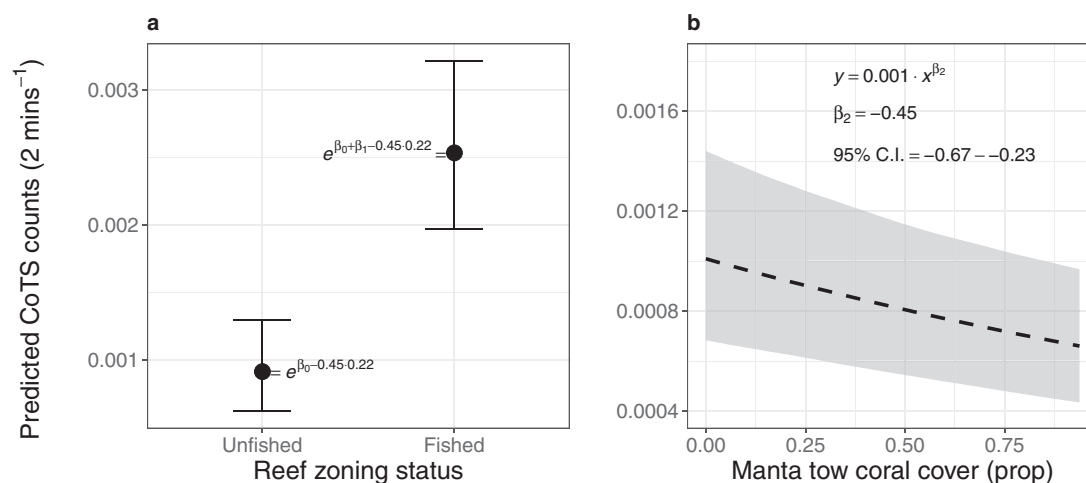 a
Predicted CoTS counts (2 mins⁻¹)
0.003
0.002
0.001
= e^β₀+β₁−0.45·0.22
= e^β₀−0.45·0.22
Unfished
Fished
Reef zoning status
b
0.0016
0.0012
0.0008
0.0004
y = 0.001 · x^β₂
β₂ = −0.45
95% C.I. = −0.67 − −0.23
0.00
0.25
0.50
0.75
Manta tow coral cover (prop)